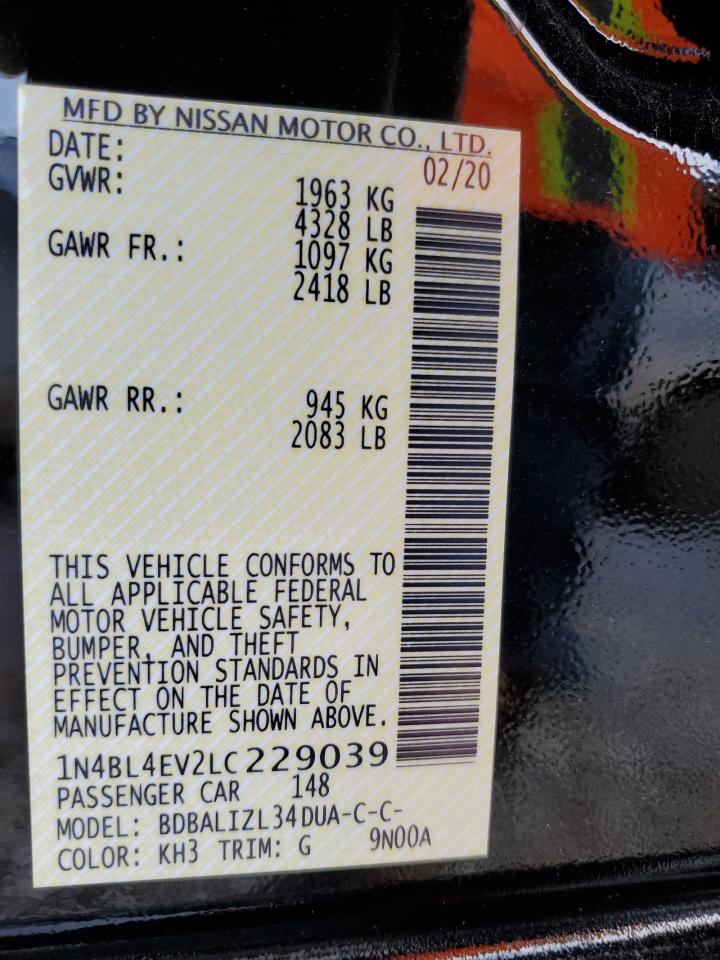 MFD BY NISSAN MOTOR CO., LTD.
DATE: 02/20
GVWR: 1963 KG
4328 LB
GAWR FR.: 1097 KG
2418 LB
GAWR RR.: 945 KG
2083 LB
THIS VEHICLE CONFORMS TO
ALL APPLICABLE FEDERAL
MOTOR VEHICLE SAFETY,
BUMPER, AND THEFT
PREVENTION STANDARDS IN
EFFECT ON THE DATE OF
MANUFACTURE SHOWN ABOVE.
1N4BL4EV2LC229039
PASSENGER CAR 148
MODEL: BDBALIZL34DUA-C-C-
COLOR: KH3 TRIM: G 9N00A